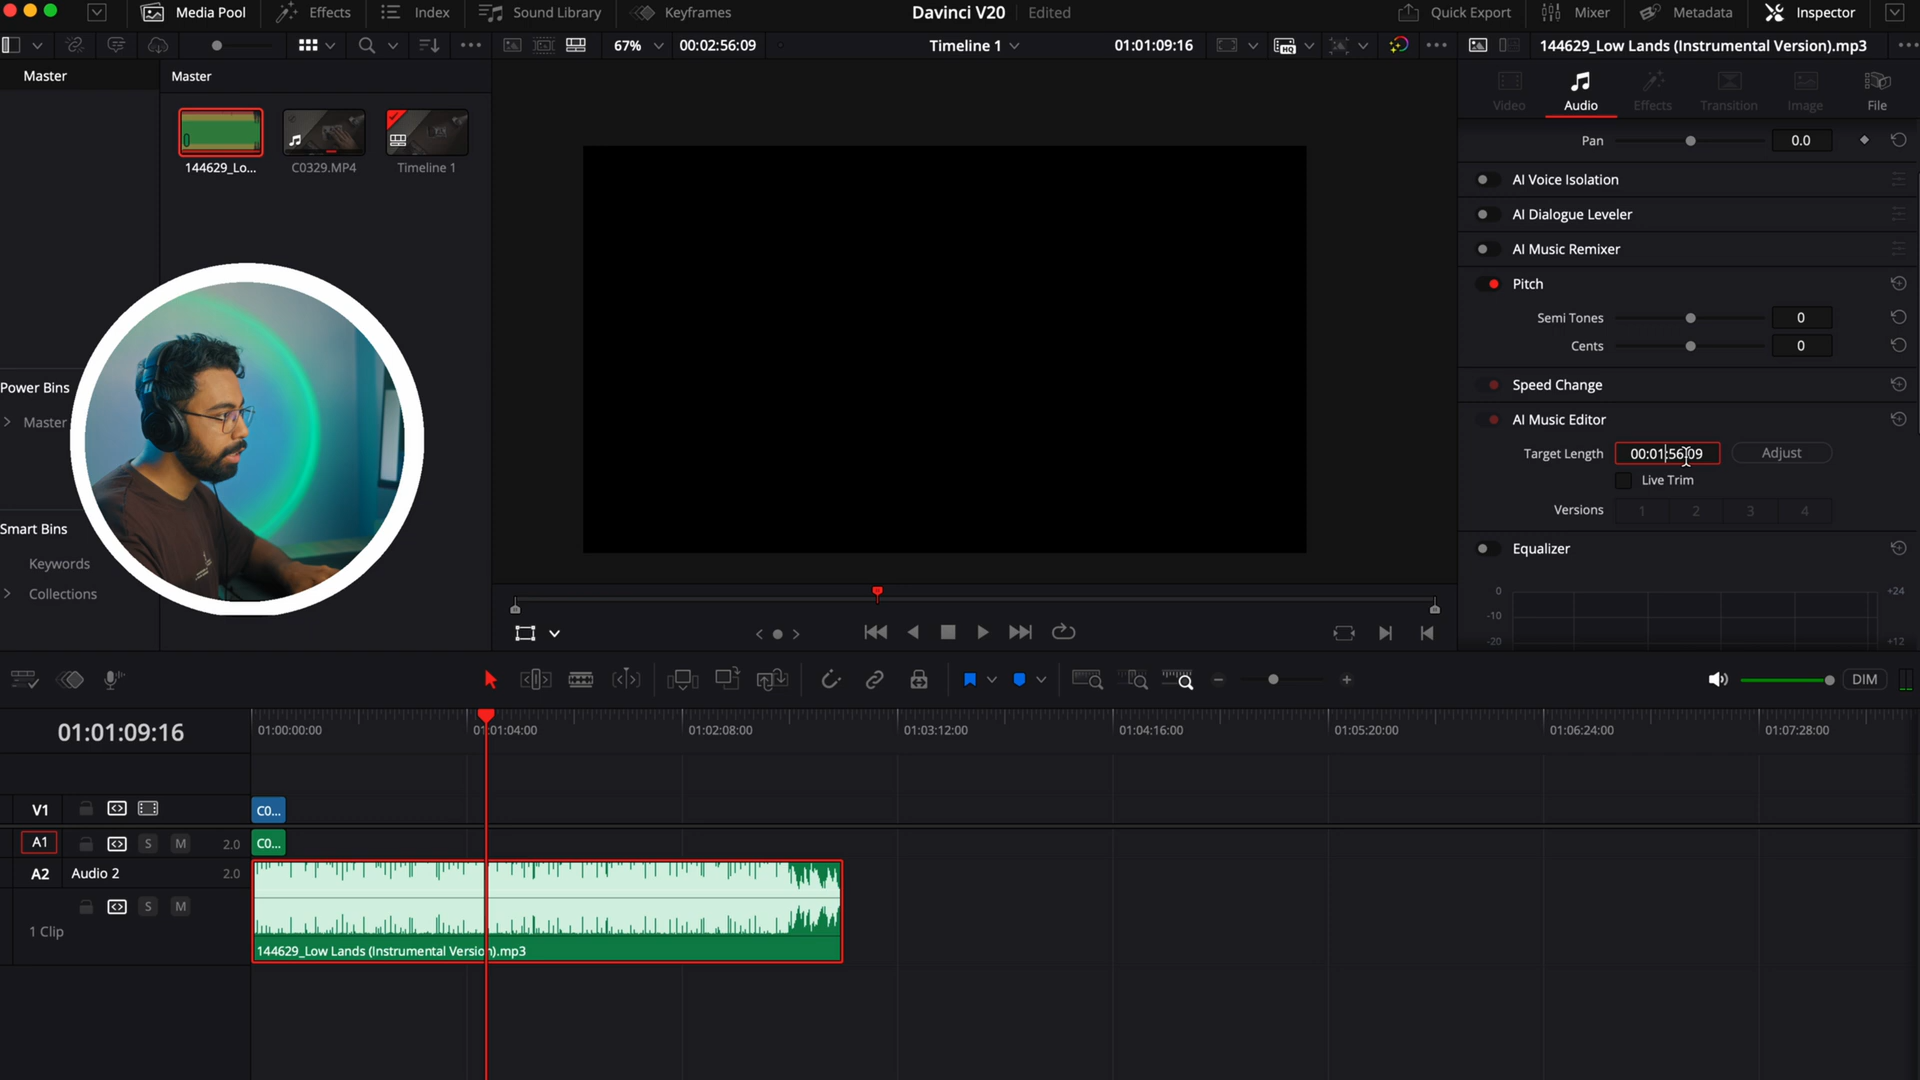 Media Pool
Effects
Index
Sound Library
Keyframes
Davinci V20
Edited
Quick Export
Mixer
Metadata
Inspector
67%
00:02:56:09
Timeline 1
01:01:09:16
144629_Low Lands (Instrumental Version).mp3
Master
Master
144629_Lo...
C0329.MP4
Timeline 1
Power Bins
Master
Smart Bins
Keywords
Collections
Video
Audio
Effects
Transition
Image
File
Pan
0.0
AI Voice Isolation
AI Dialogue Leveler
AI Music Remixer
Pitch
Semi Tones
0
Cents
0
Speed Change
AI Music Editor
Target Length
00:01:56:09
Adjust
Live Trim
Versions
1
2
3
4
Equalizer
0
+24
-10
-20
+12
DIM
01:01:09:16
01:00:00:00
01:01:04:00
01:02:08:00
01:03:12:00
01:04:16:00
01:05:20:00
01:06:24:00
01:07:28:00
V1
C0...
A1
S
M
2.0
C0...
A2
Audio 2
2.0
S
M
1 Clip
144629_Low Lands (Instrumental Version).mp3